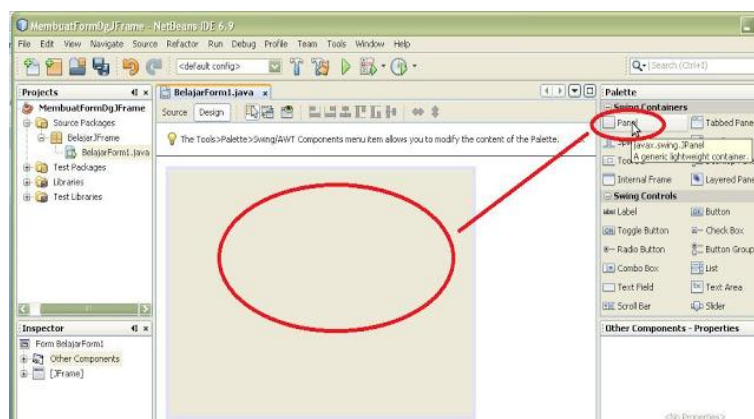 MembuatFormDgJFrame - NetBeans IDE 6.9
File Edit View Navigate Source Refactor Run Debug Profile Team Tools Window Help
<default config>
Search (Ctrl+I)
Projects
MembuatFormDgJFrame
Source Packages
BelajarJFrame
BelajarForm1.java
Test Packages
Libraries
Test Libraries
Inspector
Form BelajarForm1
Other Components
[JFrame]
BelajarForm1.java
Source Design
The Tools>Palette>Swing/AWT Components menu item allows you to modify the content of the Palette.
Palette
Swing Containers
Panel Tabbed Pane
javax.swing.JPanel
A generic lightweight container.
Internal Frame Layered Pane
Swing Controls
label Label OK Button
ON Toggle Button Check Box
Radio Button Button Group
Combo Box List
Text Field Text Area
Scroll Bar Slider
Other Components - Properties
<No Properties>